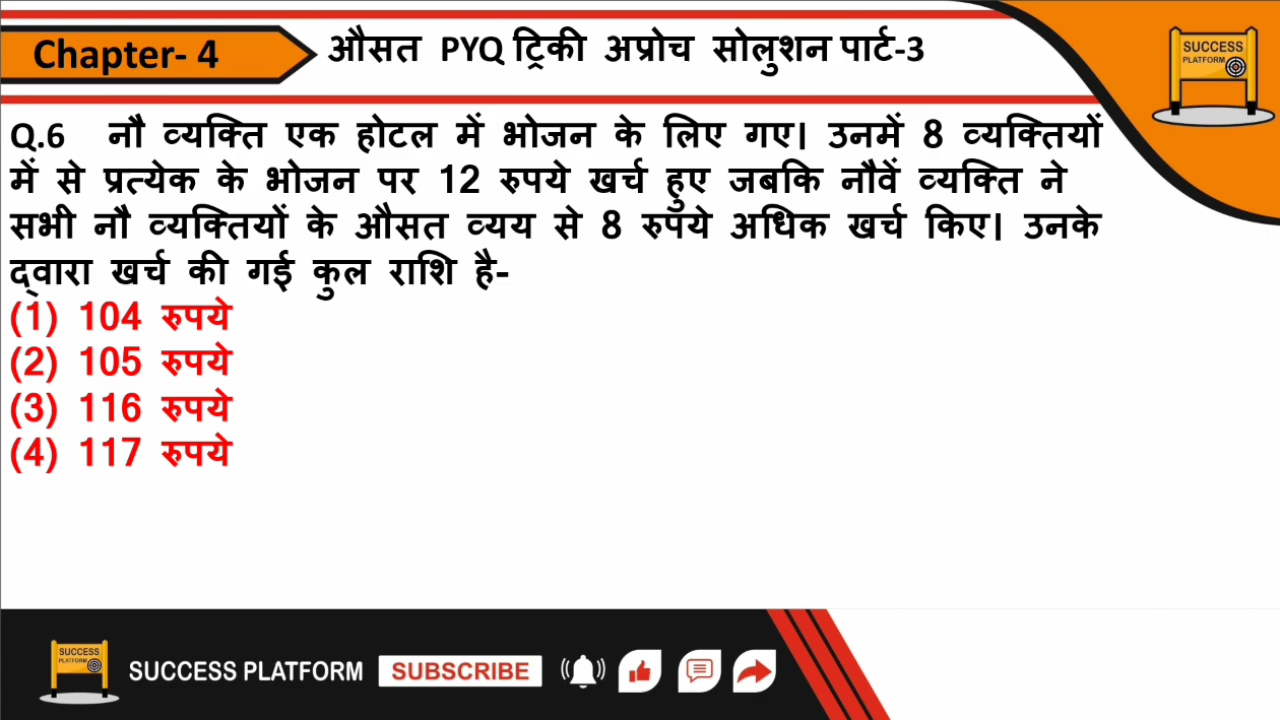 Chapter- 4
औसत PYQ ट्रिकी अप्रोच सोलुशन पार्ट-3
SUCCESS
PLATFORM
Q.6 नौ व्यक्ति एक होटल में भोजन के लिए गए। उनमें 8 व्यक्तियों
में से प्रत्येक के भोजन पर 12 रुपये खर्च हुए जबकि नौवें व्यक्ति ने
सभी नौ व्यक्तियों के औसत व्यय से 8 रुपये अधिक खर्च किए। उनके
द्वारा खर्च की गई कुल राशि है-
(1) 104 रुपये
(2) 105 रुपये
(3) 116 रुपये
(4) 117 रुपये
SUCCESS
PLATFORM
SUCCESS PLATFORM
SUBSCRIBE